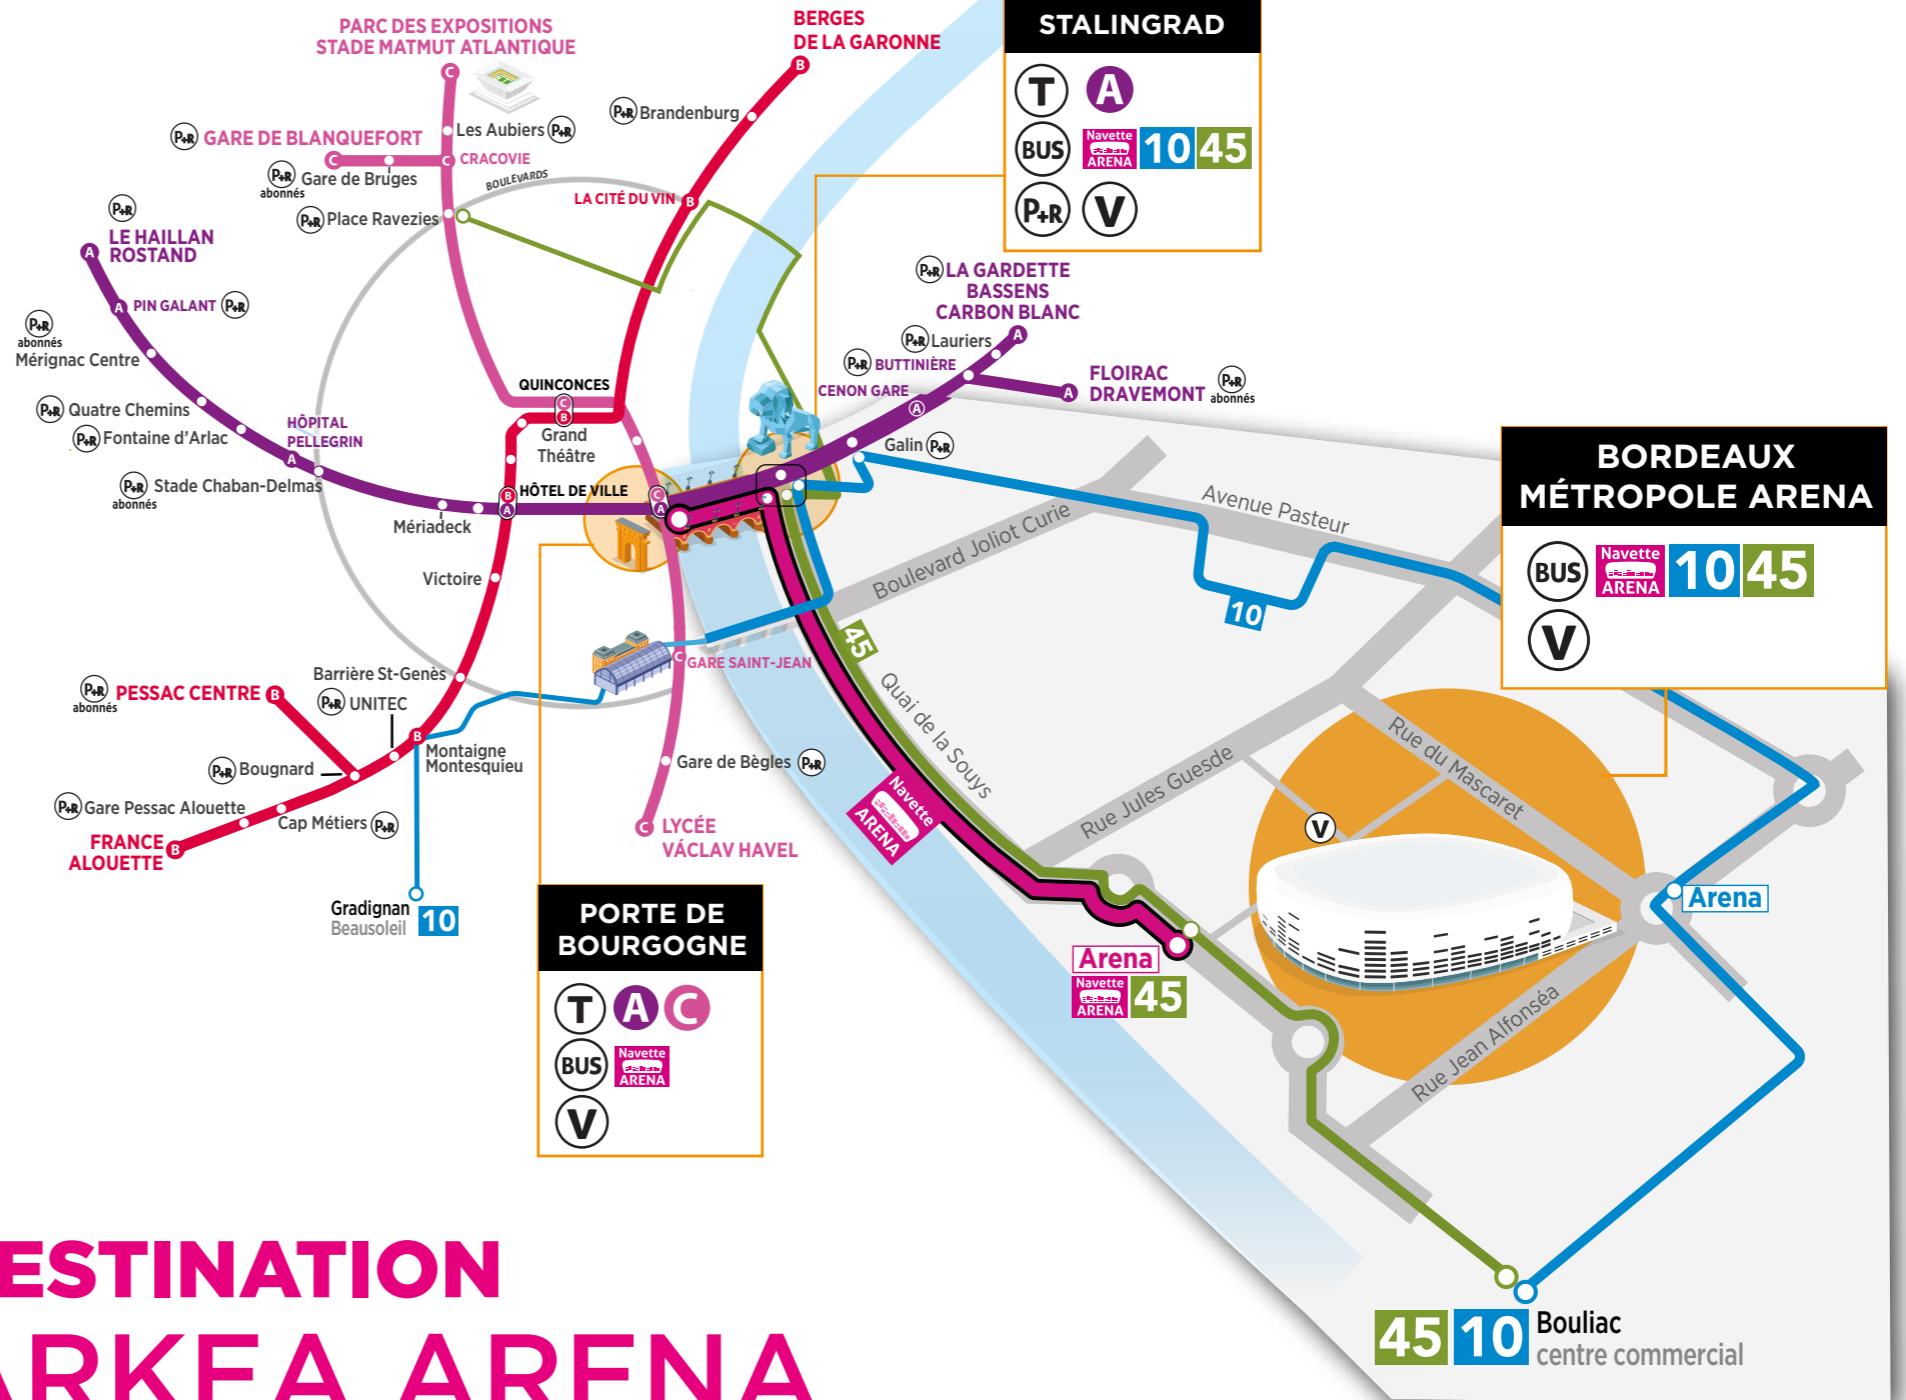 PARC DES EXPOSITIONS
STADE MATMUT ATLANTIQUE
C
Les Aubiers P+R
P+R GARE DE BLANQUEFORT
C
C CRACOVIE
P+R
abonnés
Gare de Bruges
BOULEVARDS
P+R Place Ravezies
BERGES
DE LA GARONNE
B
P+R Brandenburg
LA CITÉ DU VIN B
STALINGRAD
T A
BUS Navette ARENA 10 45
P+R V
P+R
LE HAILLAN
ROSTAND
A
A PIN GALANT P+R
P+R
abonnés
Mérignac Centre
P+R Quatre Chemins
P+R Fontaine d'Arlac
HÔPITAL
PELLEGRIN
A
P+R
abonnés
Stade Chaban-Delmas
Mériadeck
QUINCONCES
C
B
Grand
Théâtre
HÔTEL DE VILLE
B
A
C
A
Victoire
P+R LA GARDETTE
BASSENS
CARBON BLANC
A
P+R Lauriers
P+R BUTTINIÈRE
CENON GARE
A
A
FLOIRAC
DRAVEMONT
P+R
abonnés
Galin P+R
BORDEAUX
MÉTROPOLE ARENA
BUS Navette ARENA 10 45
V
Avenue Pasteur
Boulevard Joliot Curie
10
45
Quai de la Souys
Rue Jules Guesde
Rue du Mascaret
Rue Jean Alfonséa
V
Navette
ARENA
Arena
Navette ARENA 45
Arena
C GARE SAINT-JEAN
Barrière St-Genès
P+R
abonnés
PESSAC CENTRE B
P+R UNITEC
B
Montaigne
Montesquieu
P+R Bougnard
P+R Gare Pessac Alouette
Cap Métiers P+R
FRANCE
ALOUETTE
B
Gradignan
Beausoleil
10
Gare de Bègles P+R
C LYCÉE
VÁCLAV HAVEL
PORTE DE
BOURGOGNE
T A C
BUS Navette ARENA
V
45 10 Bouliac
centre commercial
ESTINATION
ARKEA ARENA